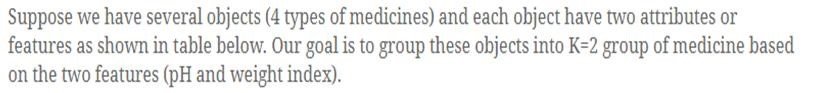 Suppose we have several objects (4 types of medicines) and each object have two attributes or
features as shown in table below. Our goal is to group these objects into K=2 group of medicine based
on the two features (pH and weight index).